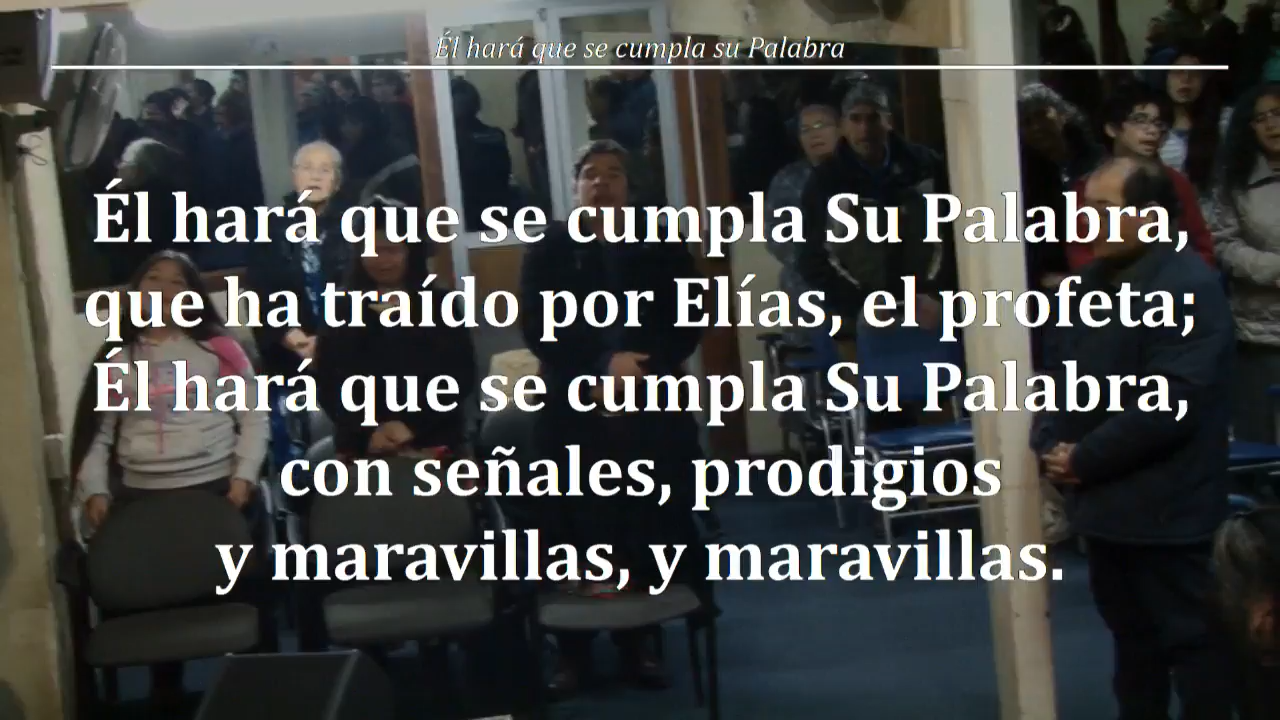 Él hará que se cumpla su Palabra
Él hará que se cumpla Su Palabra,
que ha traído por Elías, el profeta;
Él hará que se cumpla Su Palabra,
con señales, prodigios
y maravillas, y maravillas.